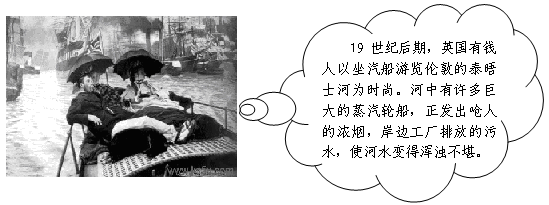 19 世纪后期，英国有钱
人以坐汽船游览伦敦的泰晤
士河为时尚。河中有许多巨
大的蒸汽轮船，正发出呛人
的浓烟，岸边工厂排放的污
水，使河水变得浑浊不堪。